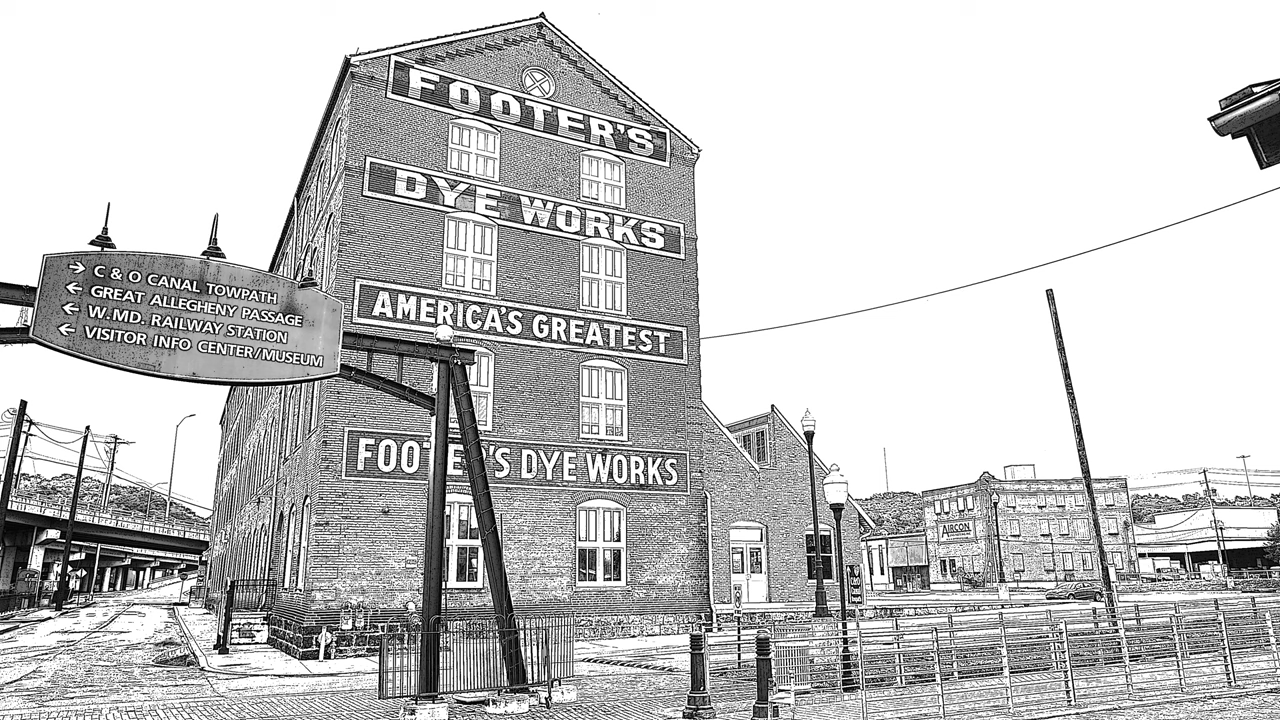 FOOTER'S
DYE WORKS
AMERICA'S GREATEST
FOOTER'S DYE WORKS
C & O CANAL TOWPATH
GREAT ALLEGHENY PASSAGE
W. MD. RAILWAY STATION
VISITOR INFO CENTER/MUSEUM
AIRCON